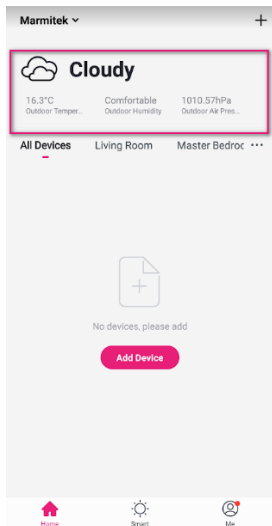 Marmitek
Cloudy
16.3°C Comfortable 1010.57hPa
Outdoor Temper.. Outdoor Humidity Outdoor Air Pres...
All Devices Living Room Master Bedroc ...
No devices, please add
Add Device
Home Smart Me